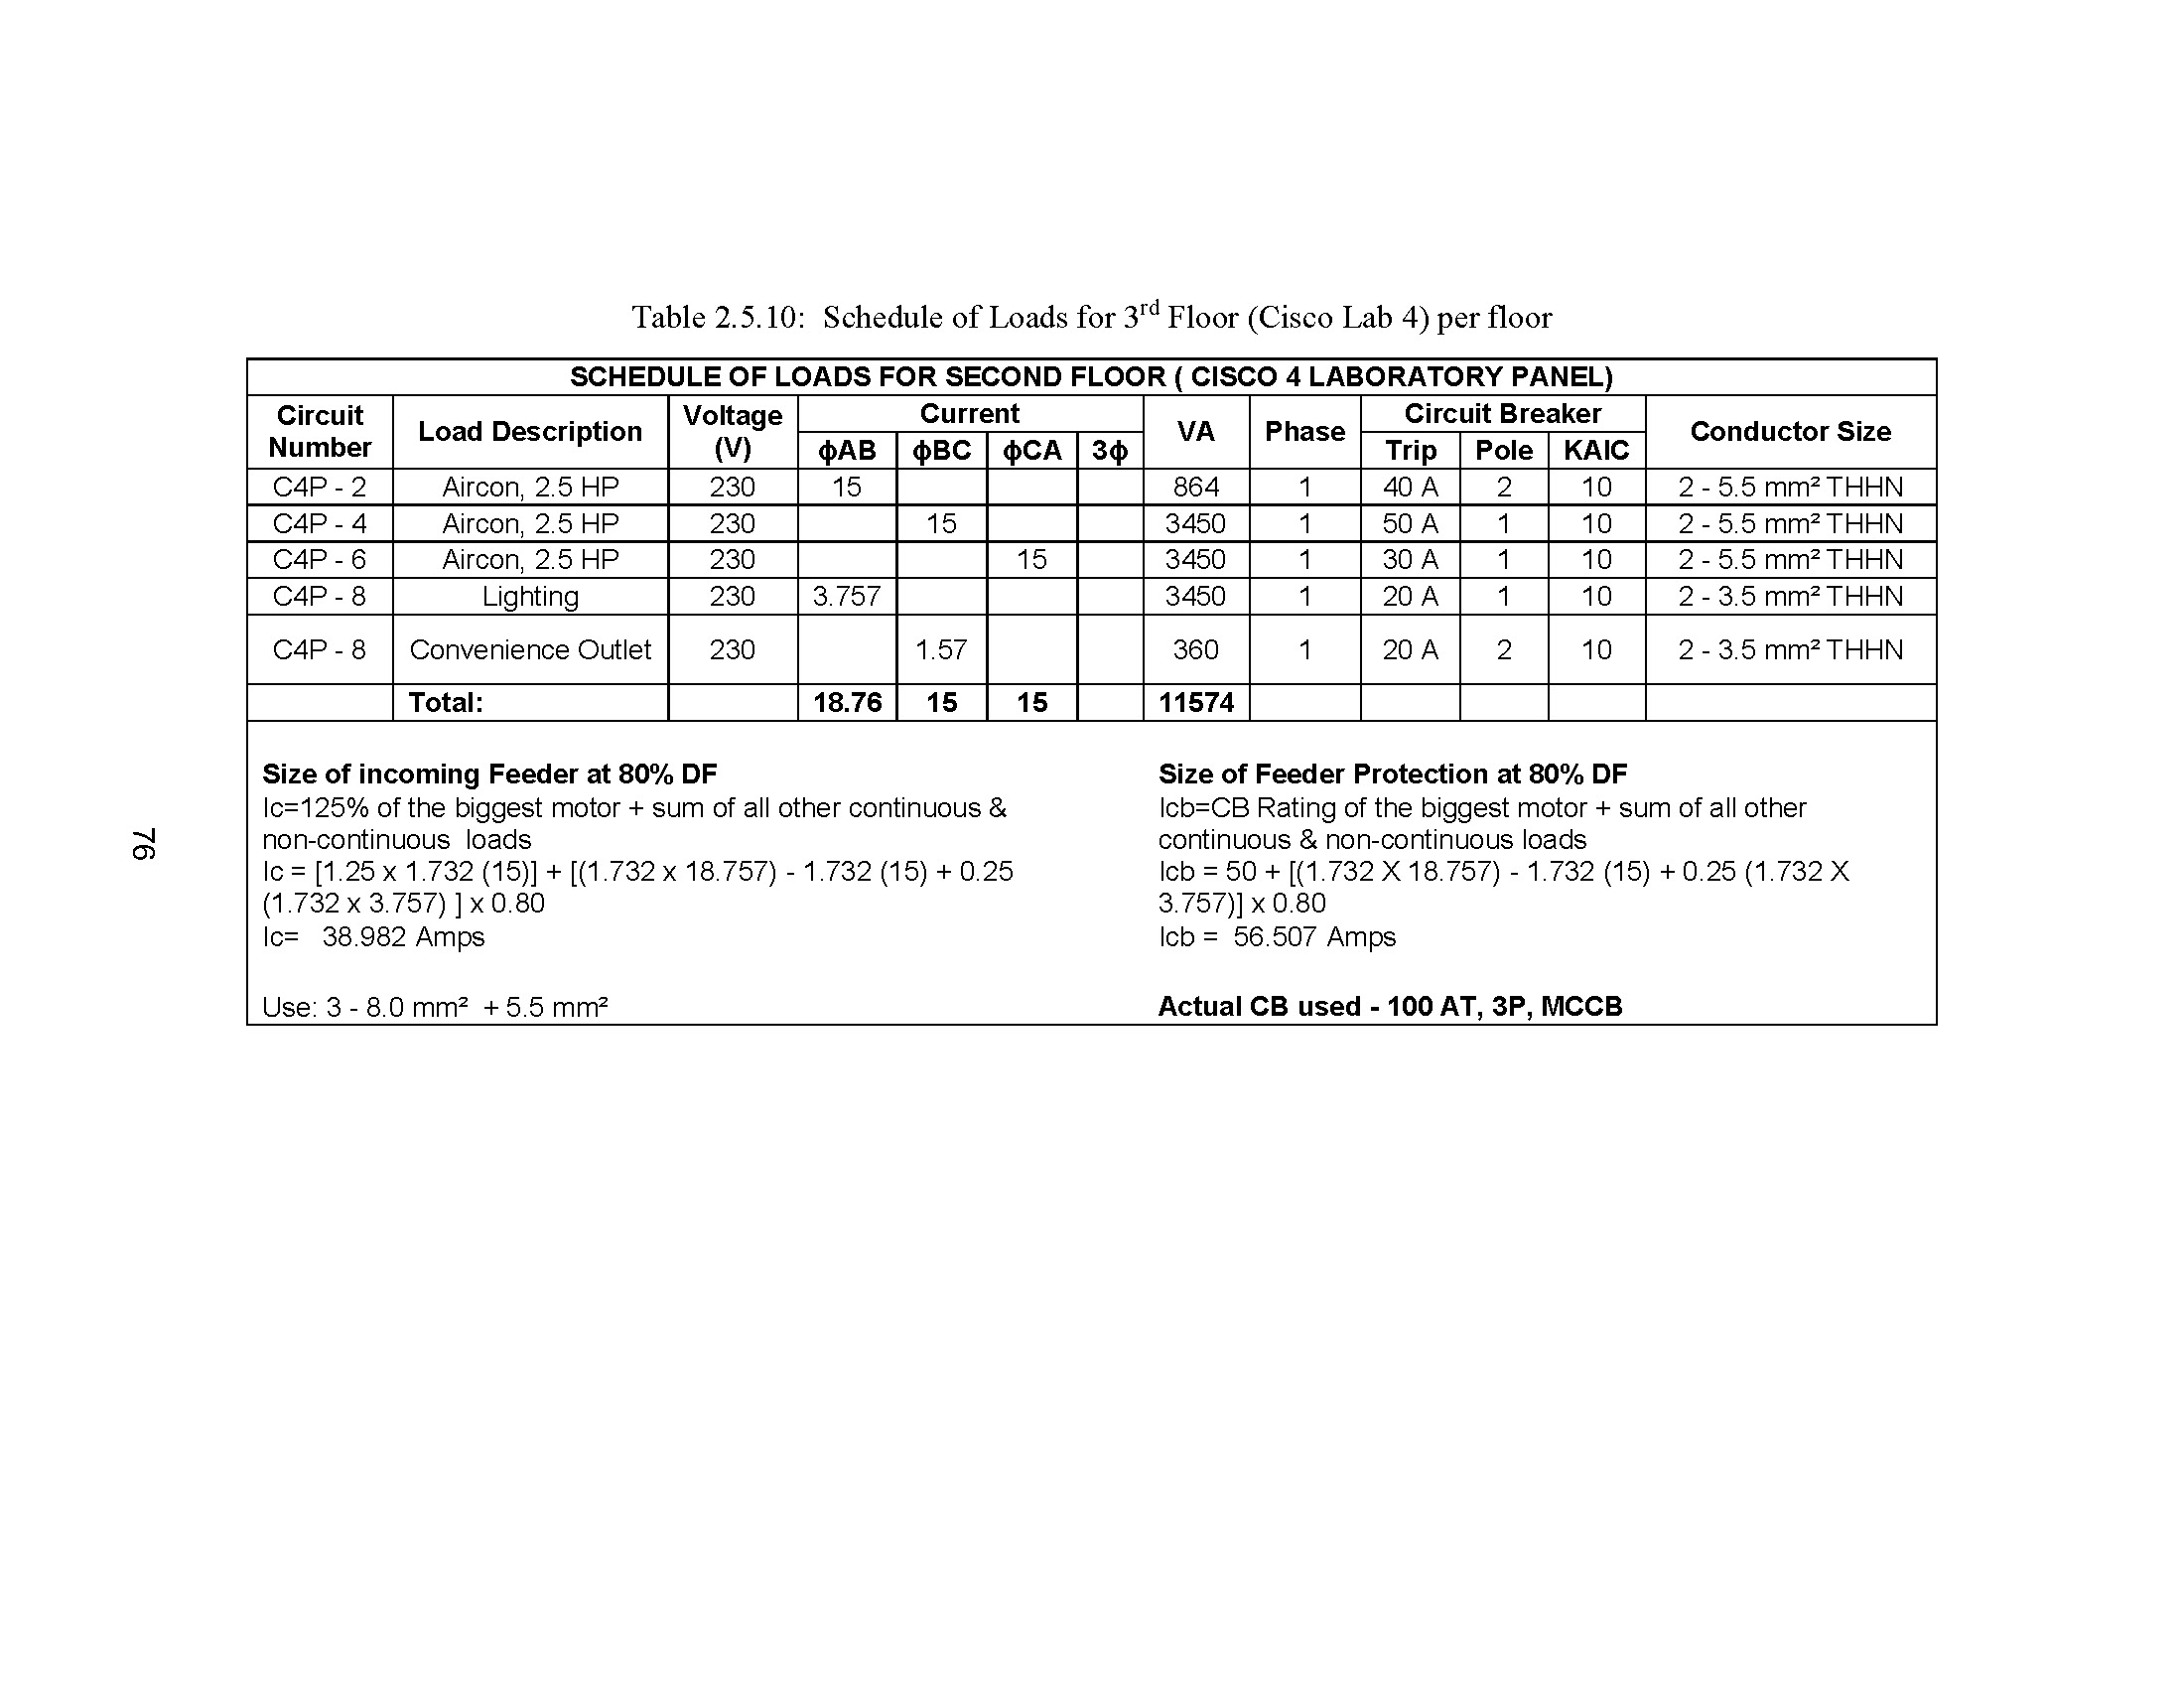 Table 2.5.10:  Schedule of Loads for 3rd Floor (Cisco Lab 4) per floor
SCHEDULE OF LOADS FOR SECOND FLOOR ( CISCO 4 LABORATORY PANEL)
Circuit Number Load Description Voltage (V) Current VA Phase Circuit Breaker Conductor Size
ϕAB ϕBC ϕCA 3ϕ Trip Pole KAIC
C4P - 2 Aircon, 2.5 HP 230 15 864 1 40 A 2 10 2 - 5.5 mm² THHN
C4P - 4 Aircon, 2.5 HP 230 15 3450 1 50 A 1 10 2 - 5.5 mm² THHN
C4P - 6 Aircon, 2.5 HP 230 15 3450 1 30 A 1 10 2 - 5.5 mm² THHN
C4P - 8 Lighting 230 3.757 3450 1 20 A 1 10 2 - 3.5 mm² THHN
C4P - 8 Convenience Outlet 230 1.57 360 1 20 A 2 10 2 - 3.5 mm² THHN
Total: 18.76 15 15 11574
Size of incoming Feeder at 80% DF
Ic=125% of the biggest motor + sum of all other continuous &
non-continuous  loads
Ic = [1.25 x 1.732 (15)] + [(1.732 x 18.757) - 1.732 (15) + 0.25
(1.732 x 3.757) ] x 0.80
Ic=   38.982 Amps
Use: 3 - 8.0 mm²  + 5.5 mm²
Size of Feeder Protection at 80% DF
Icb=CB Rating of the biggest motor + sum of all other
continuous & non-continuous loads
Icb = 50 + [(1.732 X 18.757) - 1.732 (15) + 0.25 (1.732 X
3.757)] x 0.80
Icb =  56.507 Amps
Actual CB used - 100 AT, 3P, MCCB
76